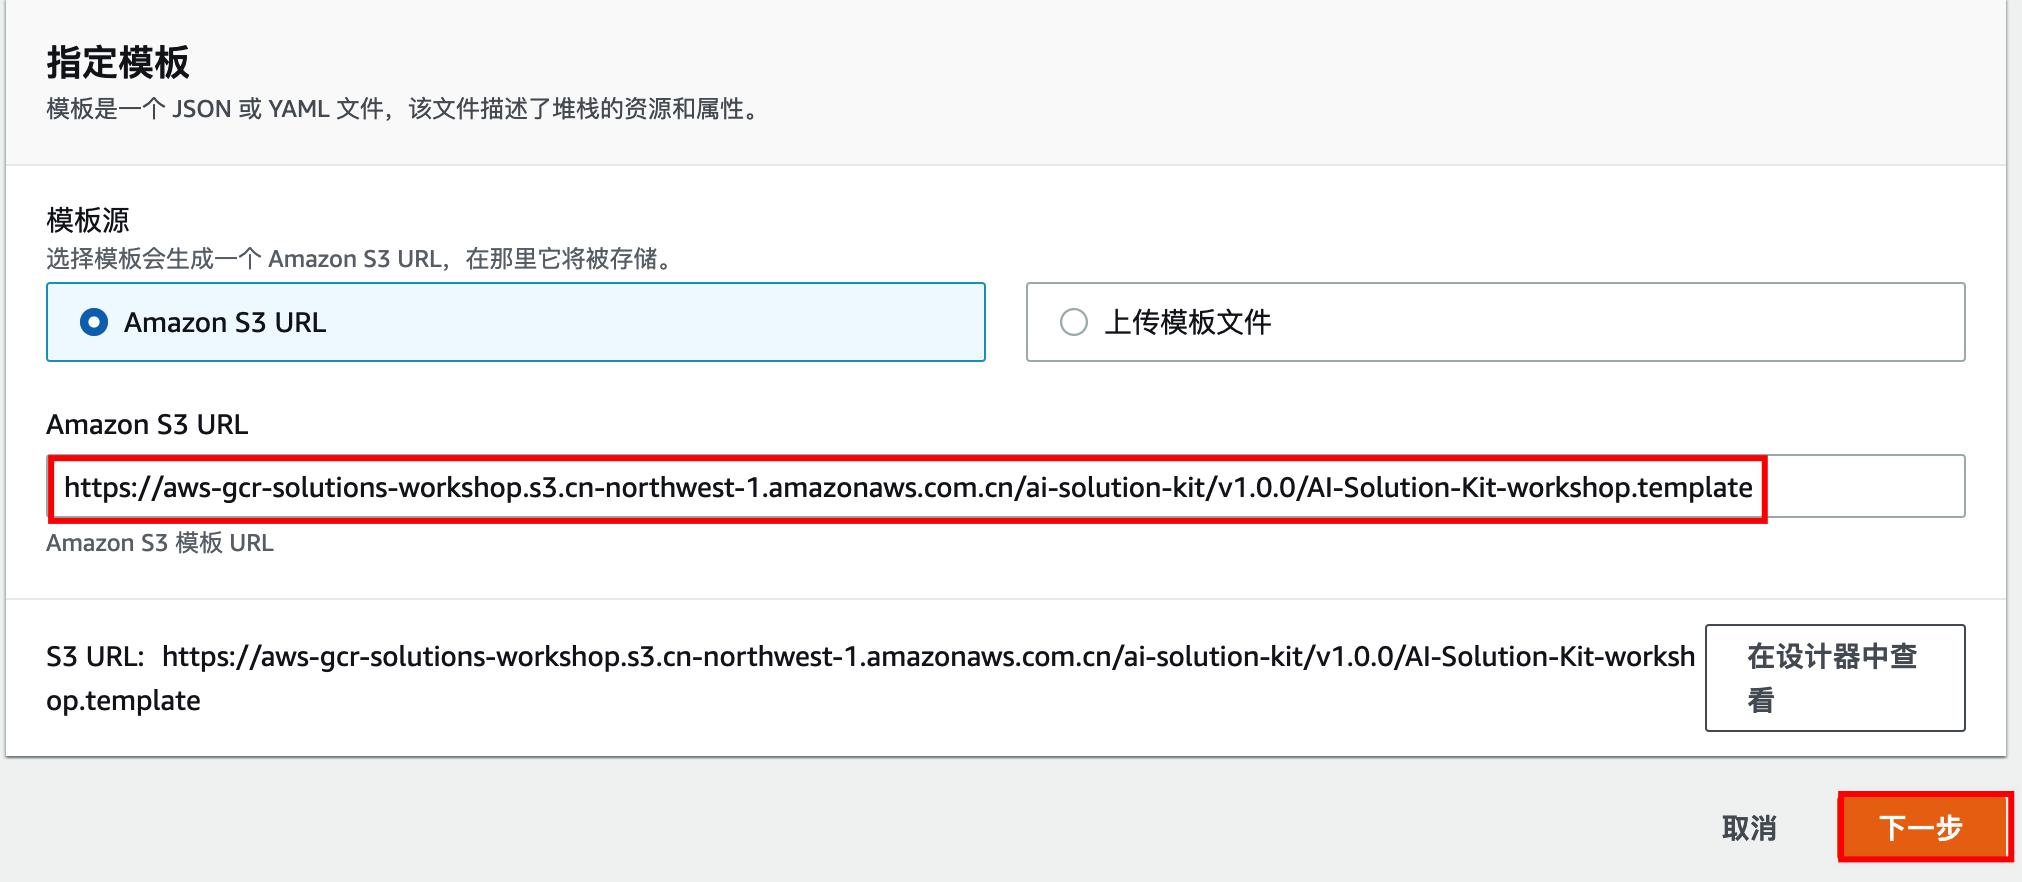 指定模板
模板是一个 JSON 或 YAML 文件，该文件描述了堆栈的资源和属性。
模板源
选择模板会生成一个 Amazon S3 URL，在那里它将被存储。
Amazon S3 URL
上传模板文件
Amazon S3 URL
https://aws-gcr-solutions-workshop.s3.cn-northwest-1.amazonaws.com.cn/ai-solution-kit/v1.0.0/AI-Solution-Kit-workshop.template
Amazon S3 模板 URL
S3 URL: https://aws-gcr-solutions-workshop.s3.cn-northwest-1.amazonaws.com.cn/ai-solution-kit/v1.0.0/AI-Solution-Kit-worksh
op.template
在设计器中查
看
取消
下一步